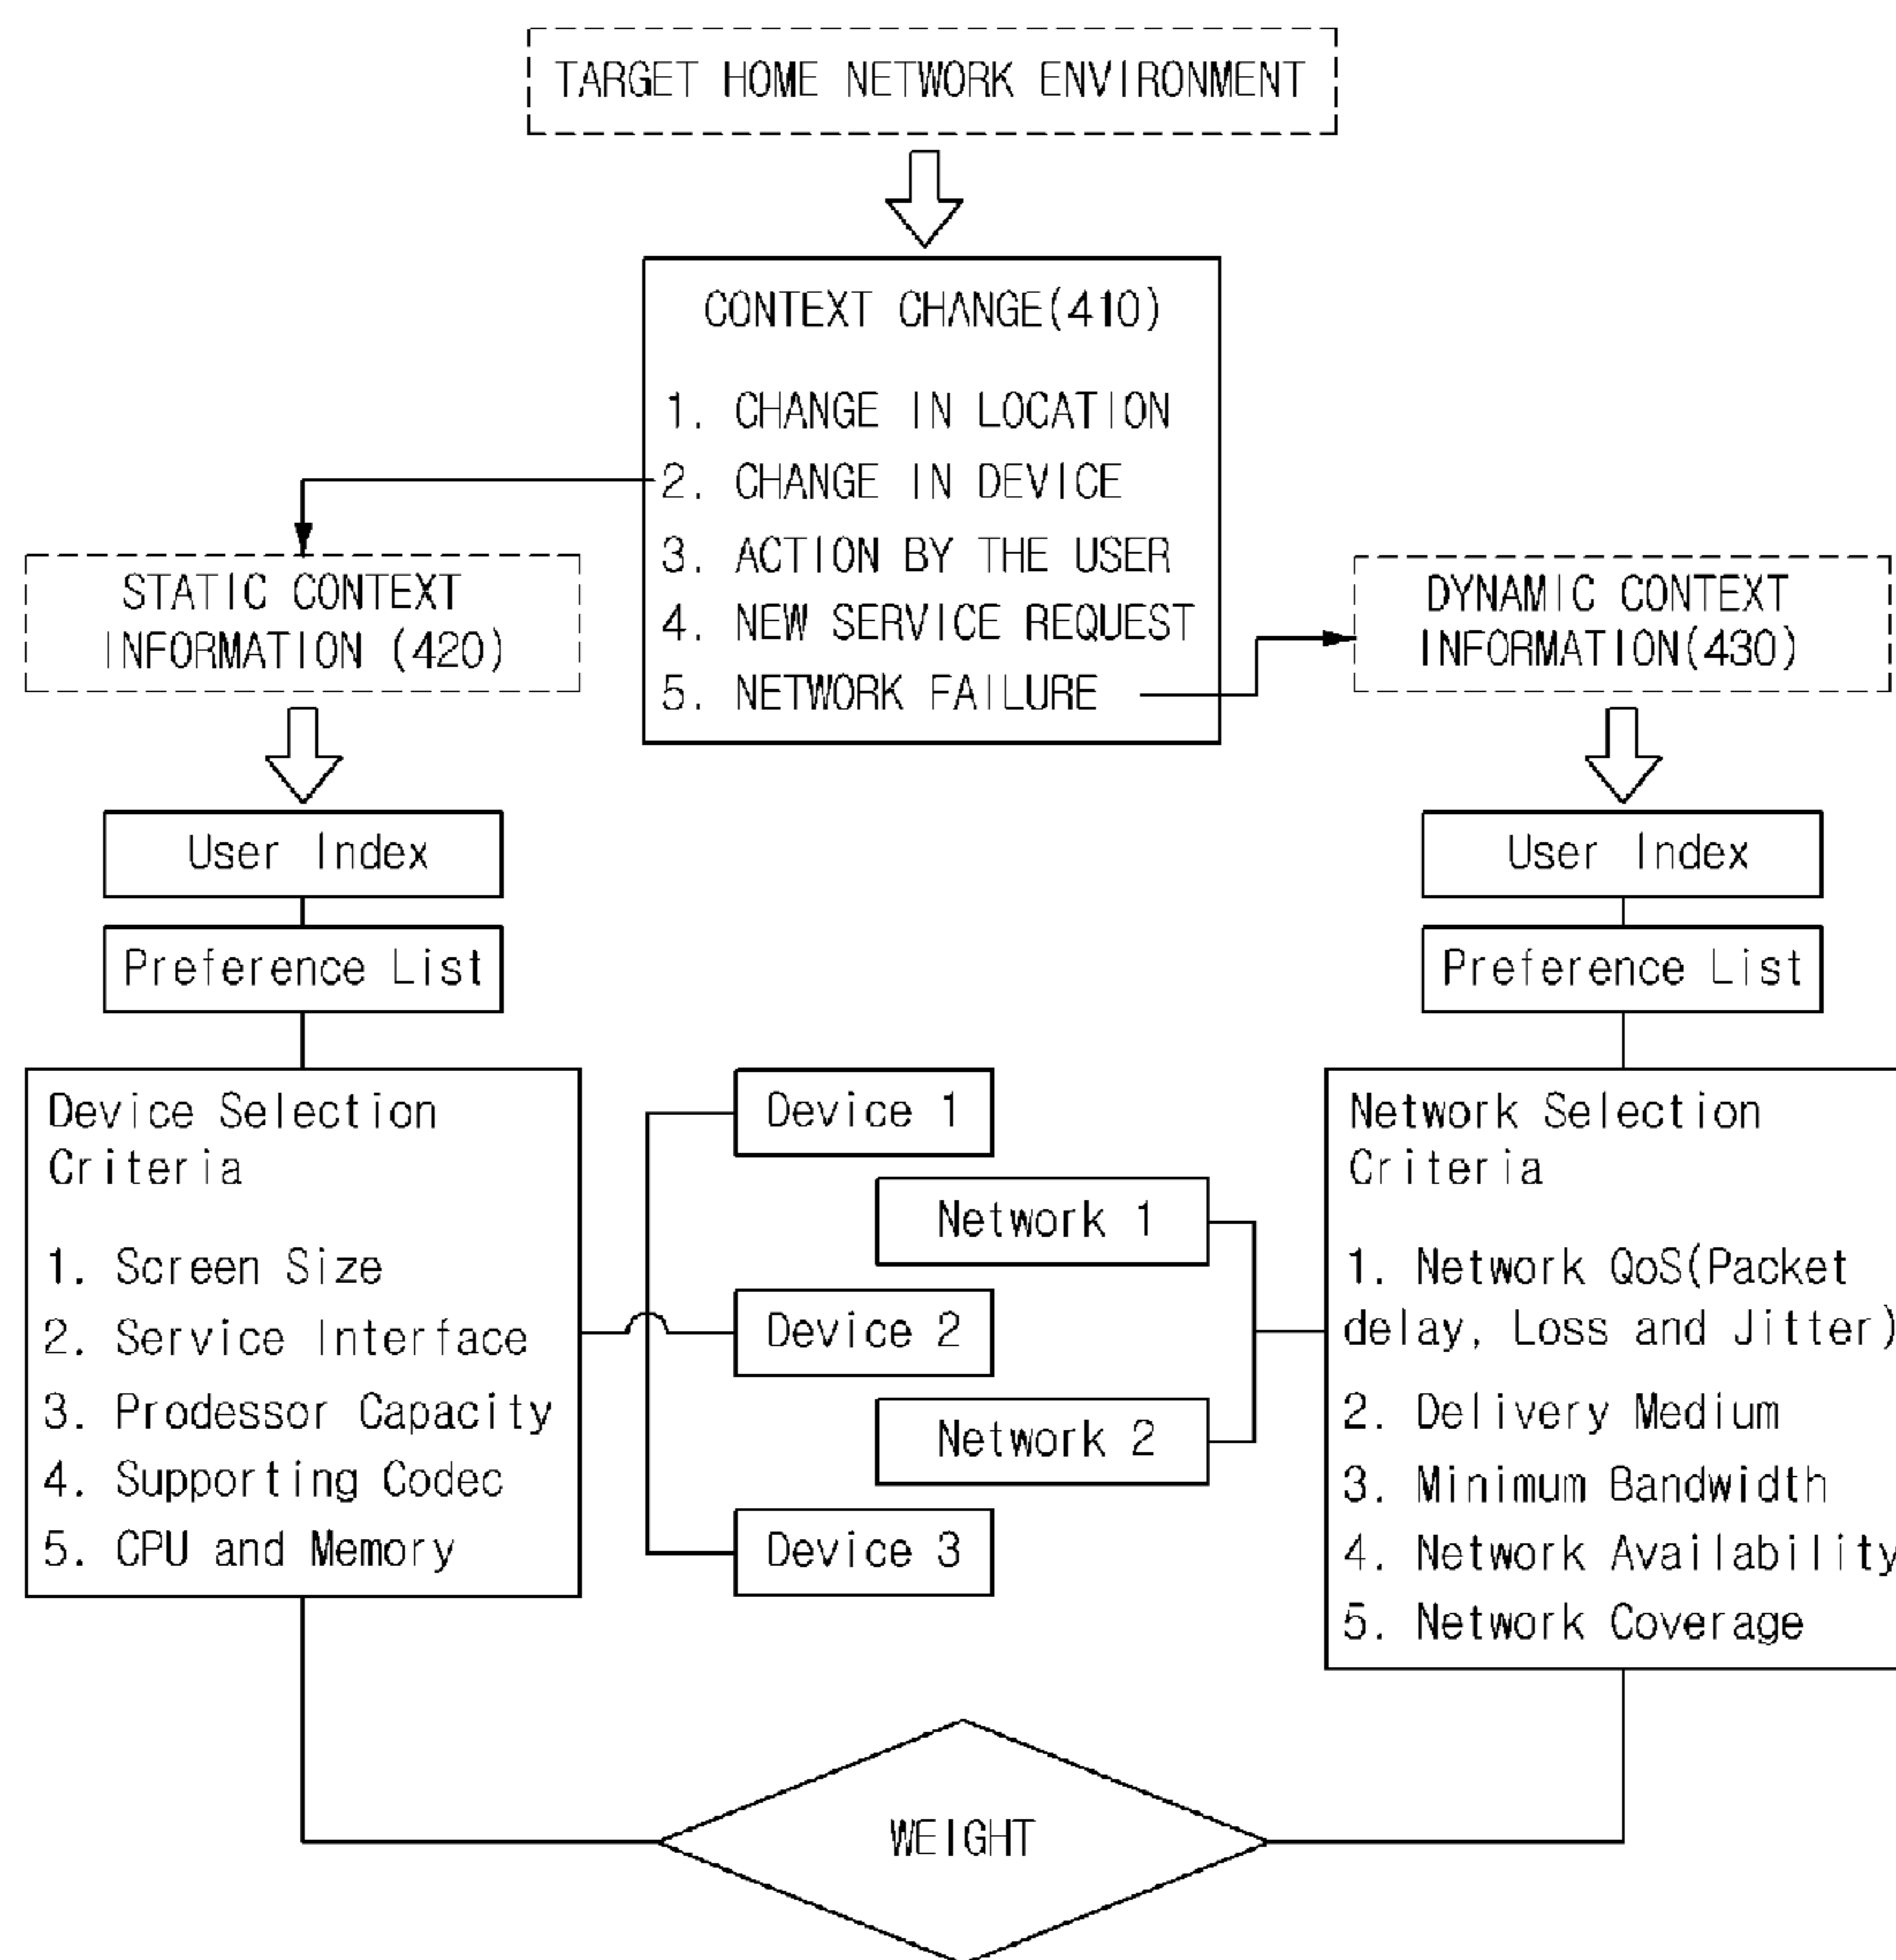 TARGET HOME NETWORK ENVIRONMENT
CONTEXT CHANGE(410)
1. CHANGE IN LOCATION
2. CHANGE IN DEVICE
3. ACTION BY THE USER
4. NEW SERVICE REQUEST
5. NETWORK FAILURE
STATIC CONTEXT
INFORMATION (420)
DYNAMIC CONTEXT
INFORMATION(430)
User Index
Preference List
User Index
Preference List
Device Selection
Criteria
1. Screen Size
2. Service Interface
3. Prodessor Capacity
4. Supporting Codec
5. CPU and Memory
Device 1
Network 1
Device 2
Network 2
Device 3
Network Selection
Criteria
1. Network QoS(Packet
delay, Loss and Jitter)
2. Delivery Medium
3. Minimum Bandwidth
4. Network Availability
5. Network Coverage
WEIGHT